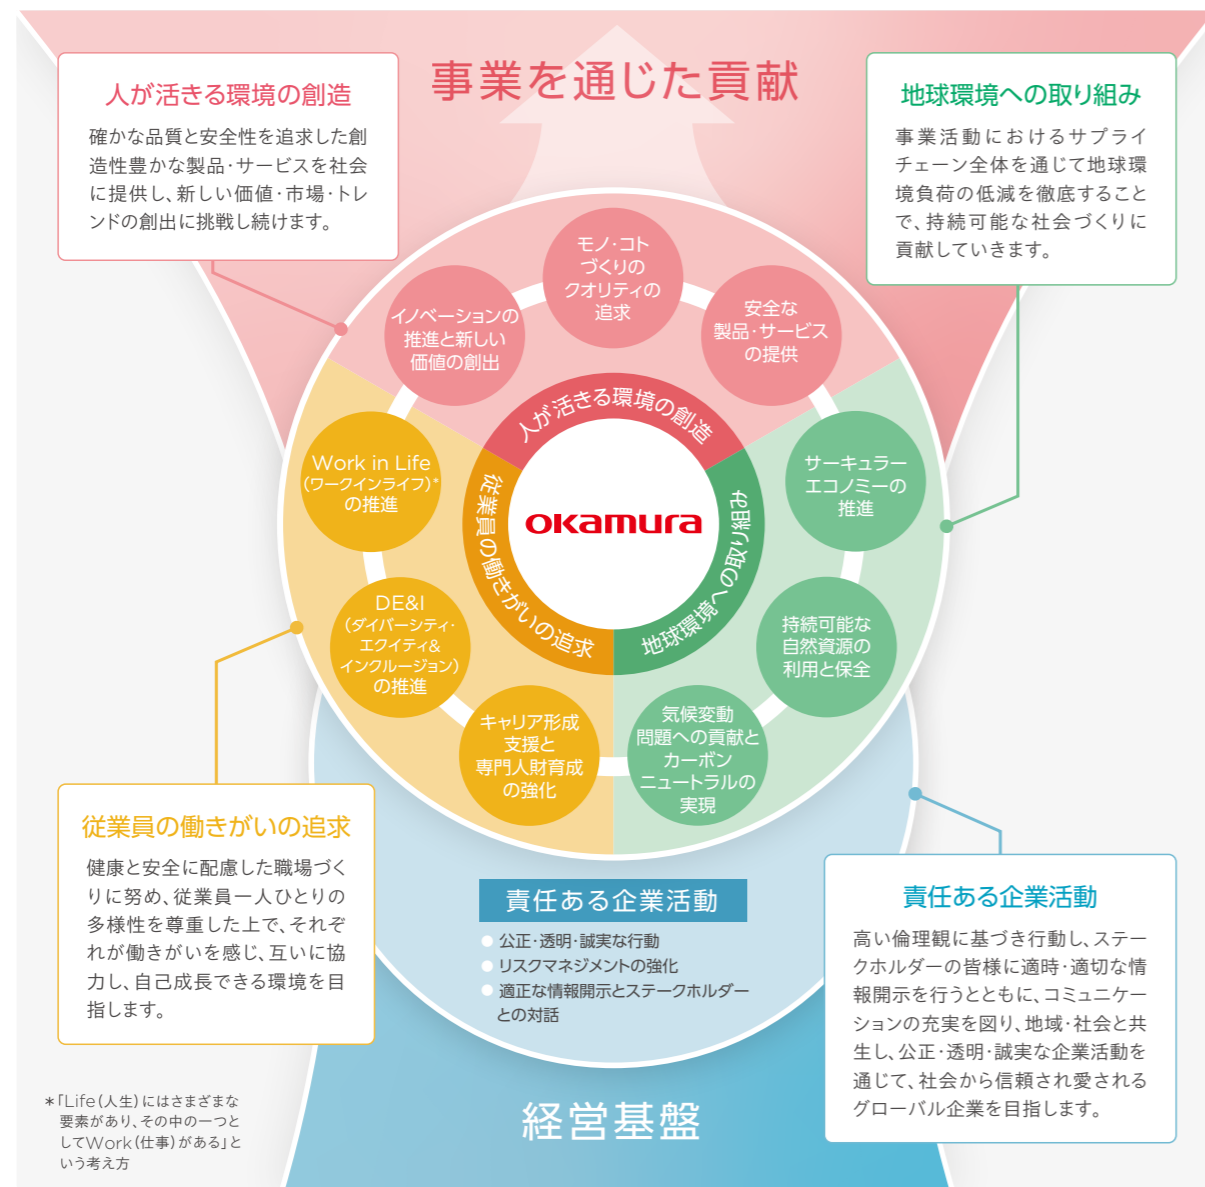 事業を通じた貢献
人が活きる環境の創造
確かな品質と安全性を追求した創
造性豊かな製品・サービスを社会
に提供し、新しい価値・市場・トレ
ンドの創出に挑戦し続けます。
地球環境への取り組み
事業活動におけるサプライ
チェーン全体を通じて地球環
境負荷の低減を徹底すること
で、持続可能な社会づくりに
貢献していきます。
モノ・コト
づくりの
クオリティの
追求
イノベーションの
推進と新しい
価値の創出
安全な
製品・サービス
の提供
人が活きる環境の創造
Work in Life
(ワークインライフ)*
の推進
従業員の働きがいの追求
okamura
地球環境への取り組み
サーキュラー
エコノミーの
推進
DE&I
(ダイバーシティ・
エクイティ&
インクルージョン)
の推進
持続可能な
自然資源の
利用と保全
キャリア形成
支援と
専門人財育成
の強化
気候変動
問題への貢献と
カーボン
ニュートラルの
実現
従業員の働きがいの追求
健康と安全に配慮した職場づく
りに努め、従業員一人ひとりの
多様性を尊重した上で、それぞ
れが働きがいを感じ、互いに協
力し、自己成長できる環境を目
指します。
責任ある企業活動
公正・透明・誠実な行動
リスクマネジメントの強化
適正な情報開示とステークホルダー
との対話
責任ある企業活動
高い倫理観に基づき行動し、ステー
クホルダーの皆様に適時・適切な情
報開示を行うとともに、コミュニケー
ションの充実を図り、地域・社会と共
生し、公正・透明・誠実な企業活動を
通じて、社会から信頼され愛される
グローバル企業を目指します。
経営基盤
*「Life(人生)にはさまざまな
要素があり、その中の一つと
してWork(仕事)がある」と
いう考え方